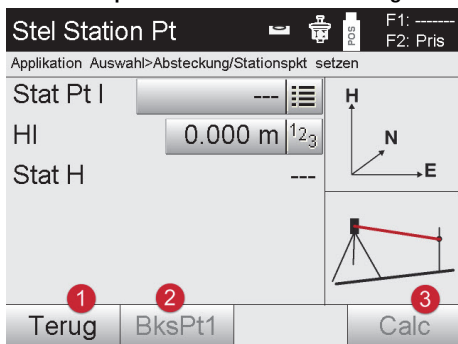 Stel Station Pt
POS
F1: -------
F2: Pris
Applikation Auswahl>Absteckung/Stationspkt setzen
Stat Pt I
---
HI
0.000 m
123
Stat H
---
H
N
E
1
2
3
Terug
BksPt1
Calc